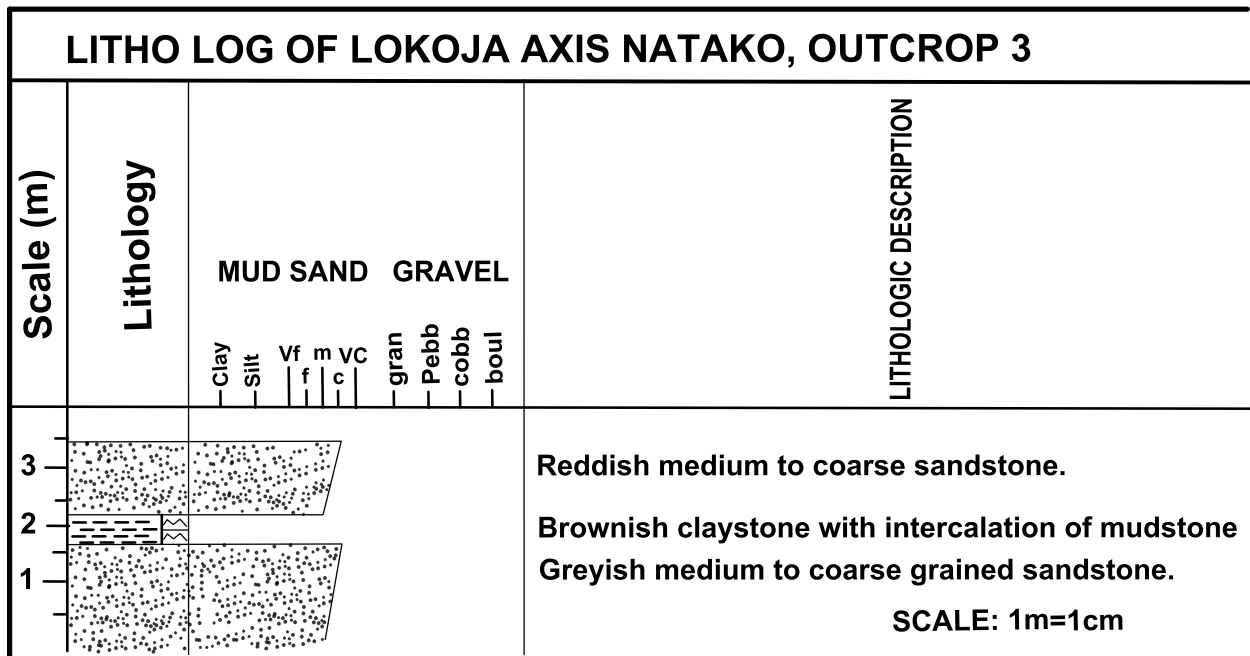 LITHO LOG OF LOKOJA AXIS NATAKO, OUTCROP 3
Scale (m)
Lithology
MUD SAND GRAVEL
Clay Silt Vf f m c VC gran Pebb cobb boul
LITHOLOGIC DESCRIPTION
3
Reddish medium to coarse sandstone.
2
Brownish claystone with intercalation of mudstone
1
Greyish medium to coarse grained sandstone.
SCALE: 1m=1cm